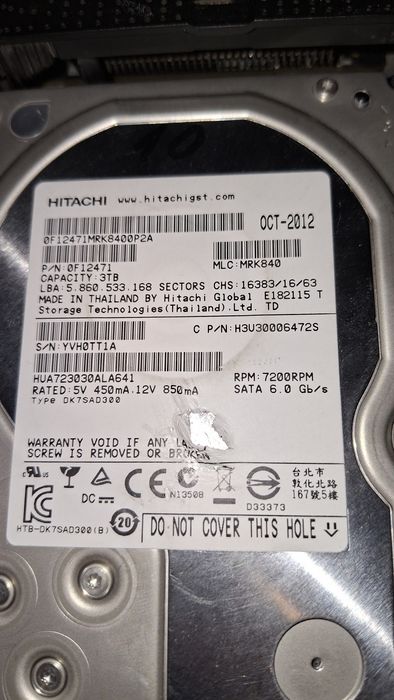 HITACHI www.hitachigst.com
OCT-2012
0F12471MRK8400P2A
P/N:0F12471 MLC:MRK840
CAPACITY:3TB
LBA:5.860.533.168 SECTORS CHS:16383/16/63
MADE IN THAILAND BY Hitachi Global E182115 T
Storage Technologies(Thailand).Ltd. TD
C P/N:H3U30006472S
S/N:YVH0TT1A
HUA723030ALA641 RPM:7200RPM
RATED:5V 450mA.12V 850mA SATA 6.0 Gb/s
Type DK7SAD300
WARRANTY VOID IF ANY
SCREW IS REMOVED OR BROKEN
c RU us DC CE N13508 D33373
台北市
敦化北路
167號5樓
HTB-DK7SAD300(B) 20 DO NOT COVER THIS HOLE